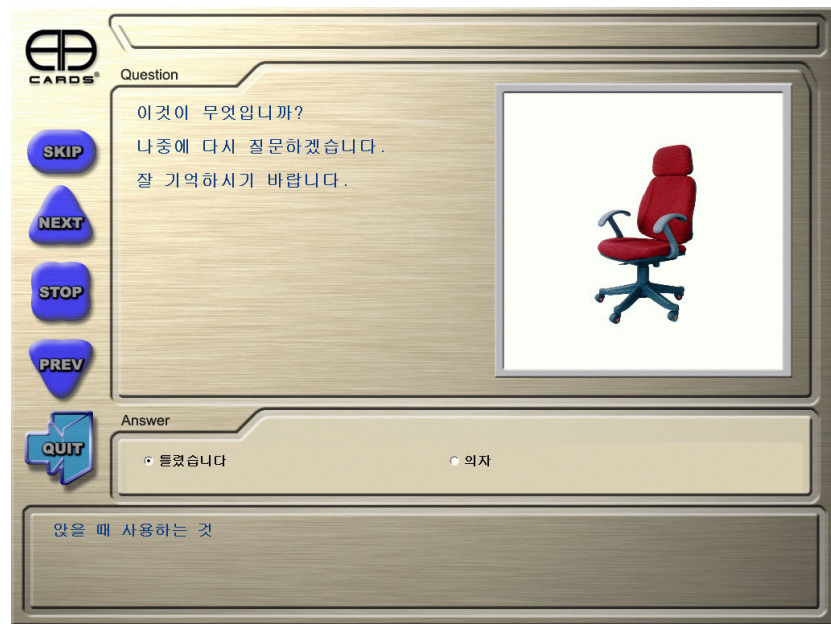 CARDS®
Question
이것이 무엇입니까?
나중에 다시 질문하겠습니다.
잘 기억하시기 바랍니다.
SKIP
NEXT
STOP
PREV
QUIT
Answer
틀렸습니다
의자
앉을 때 사용하는 것